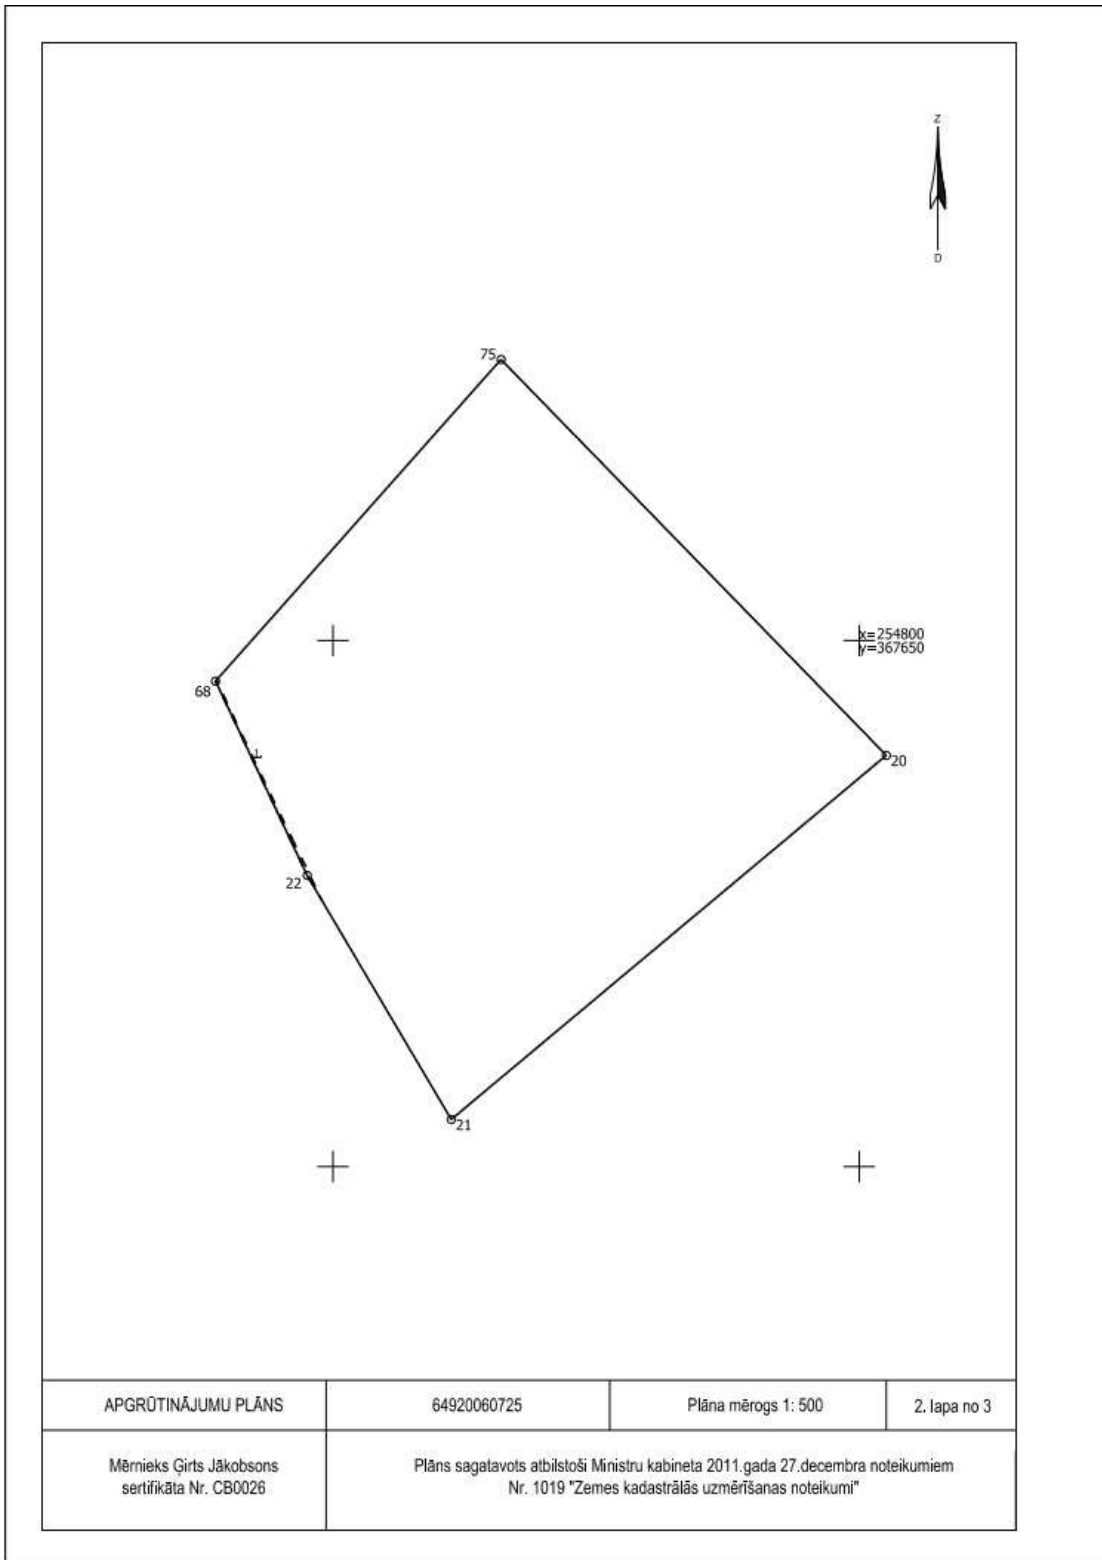 Z
D
75
x=254800
y=367650
68
1
20
22
21
APGRŪTINĀJUMU PLĀNS
64920060725
Plāna mērogs 1: 500
2. lapa no 3
Mērnieks Ģirts Jākobsons
sertifikāta Nr. CB0026
Plāns sagatavots atbilstoši Ministru kabineta 2011.gada 27.decembra noteikumiem
Nr. 1019 "Zemes kadastrālās uzmērīšanas noteikumi"